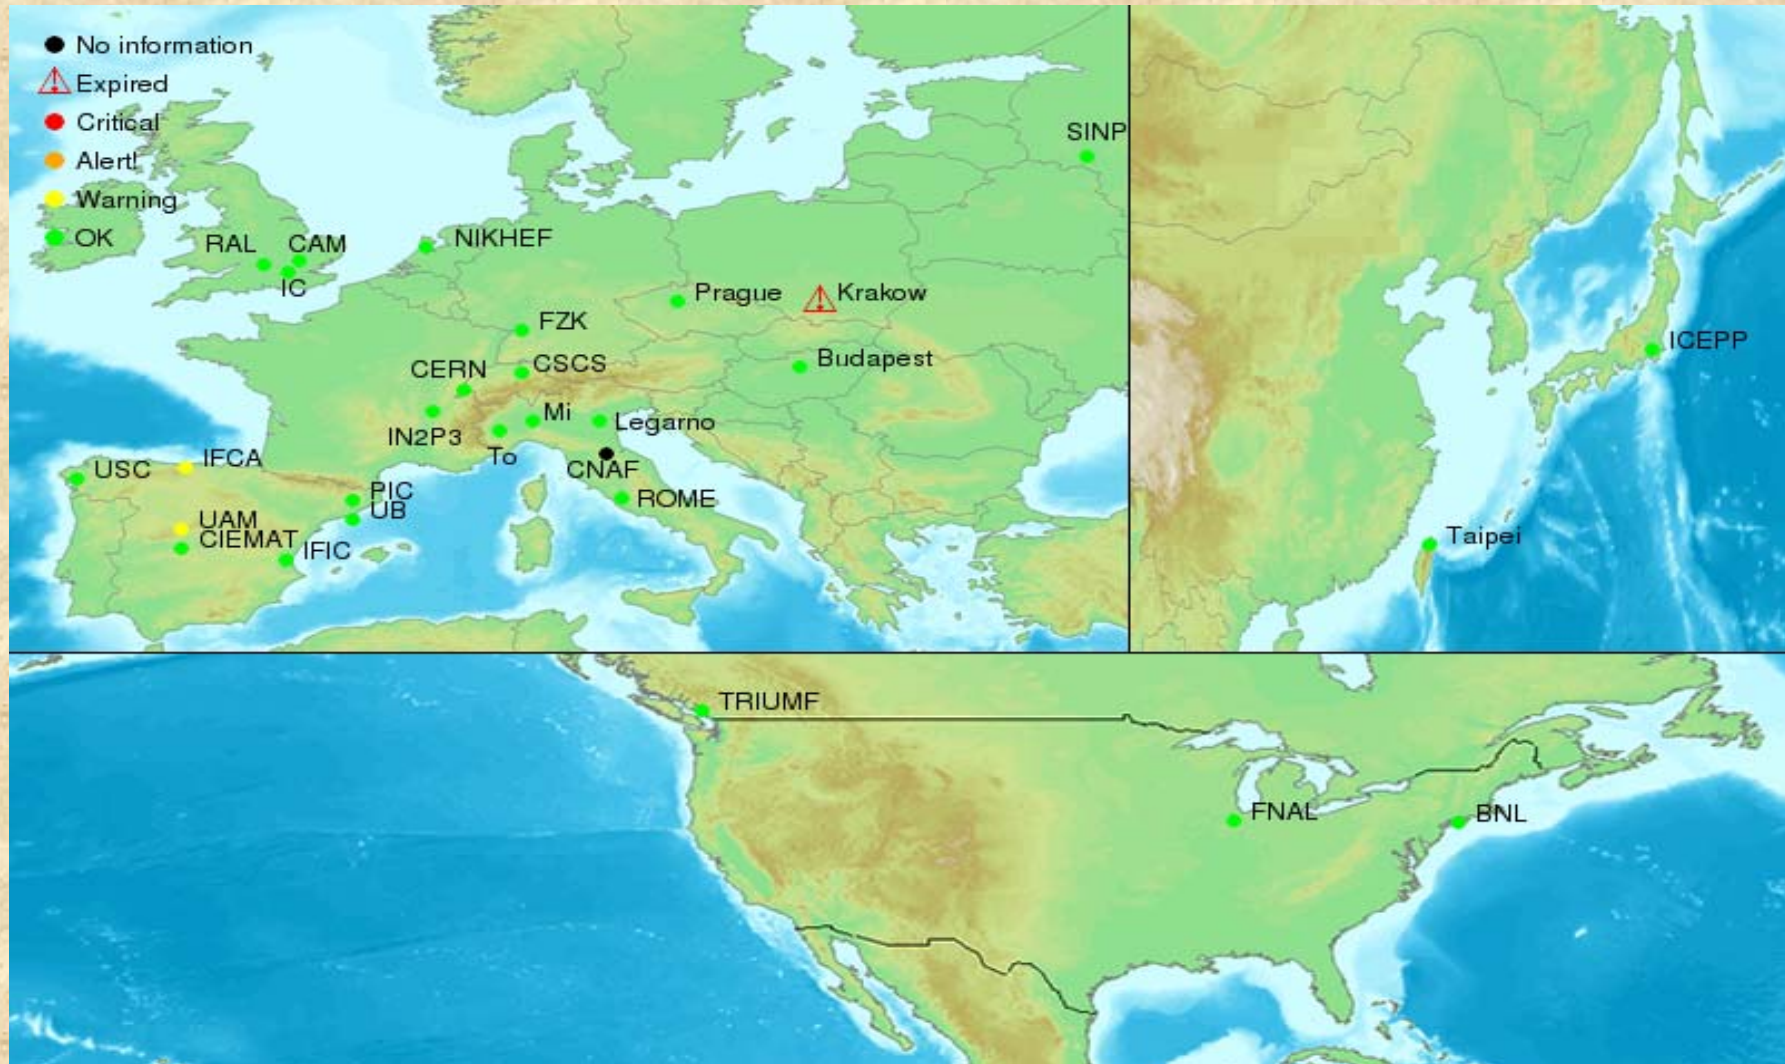 No information
Expired
Critical
Alert!
Warning
OK
SINP
RAL
CAM
IC
NIKHEF
Prague
Krakow
FZK
CERN
CSCS
Budapest
IN2P3
Mi
Legarno
To
CNAF
ROME
USC
IFCA
PIC
UB
UAM
CIEMAT
IFIC
ICEPP
Taipei
TRIUMF
FNAL
BNL